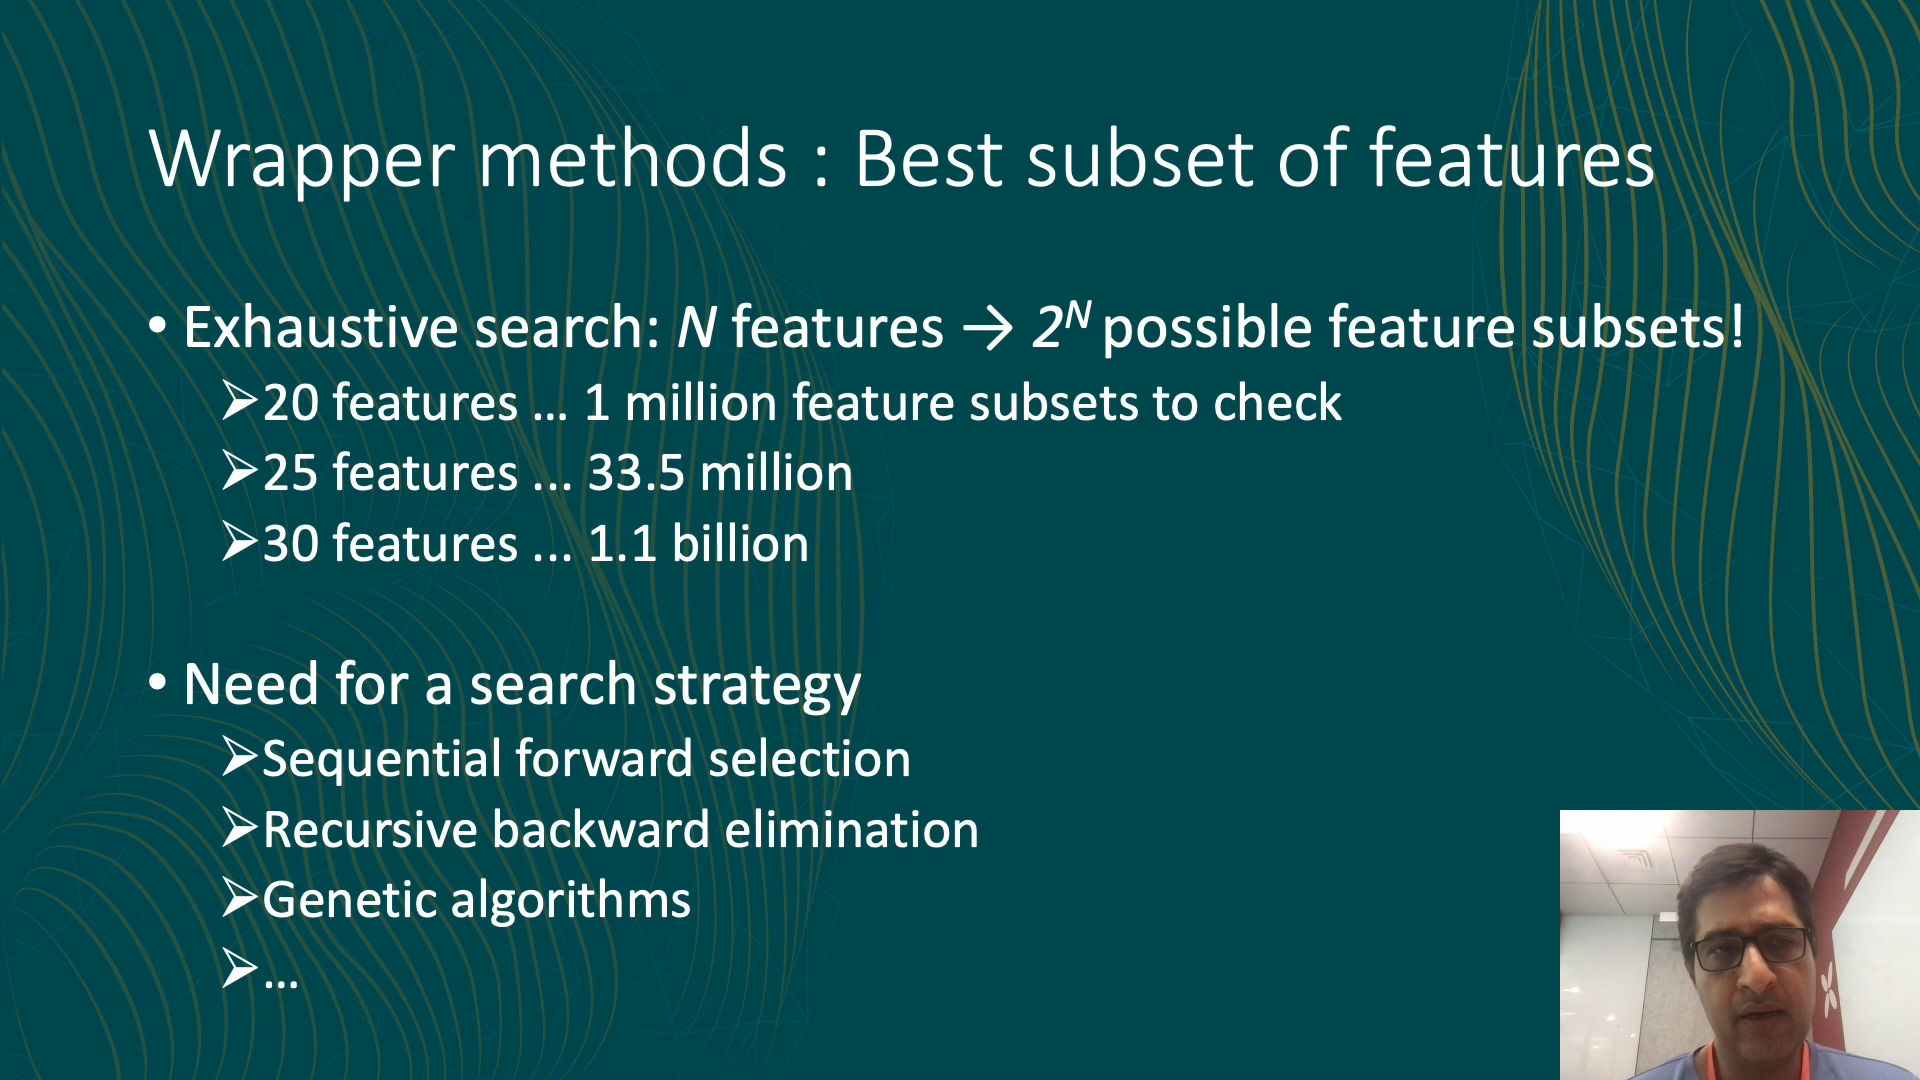 Wrapper methods : Best subset of features
• Exhaustive search: N features → 2^N possible feature subsets!
➢20 features ... 1 million feature subsets to check
➢25 features ... 33.5 million
➢30 features ... 1.1 billion
• Need for a search strategy
➢Sequential forward selection
➢Recursive backward elimination
➢Genetic algorithms
➢...